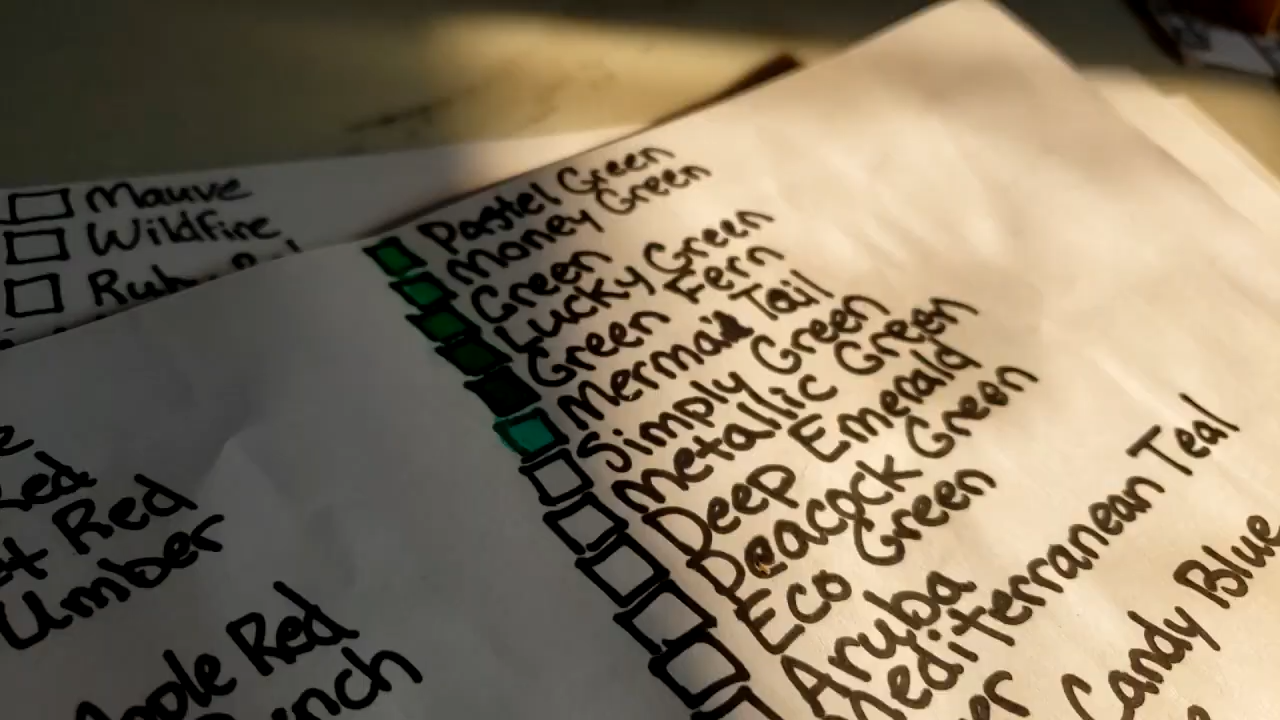 Mauve
Wildfire
Pastel Green
Money Green
Green
Lucky Green
Green Fern
Mermaid Tail
Simply Green
Metallic Green
Deep Emerald
Peacock Green
Eco Green
Aruba
Mediterranean Teal
Candy Blue
Red
Red
Umber
Apple Red